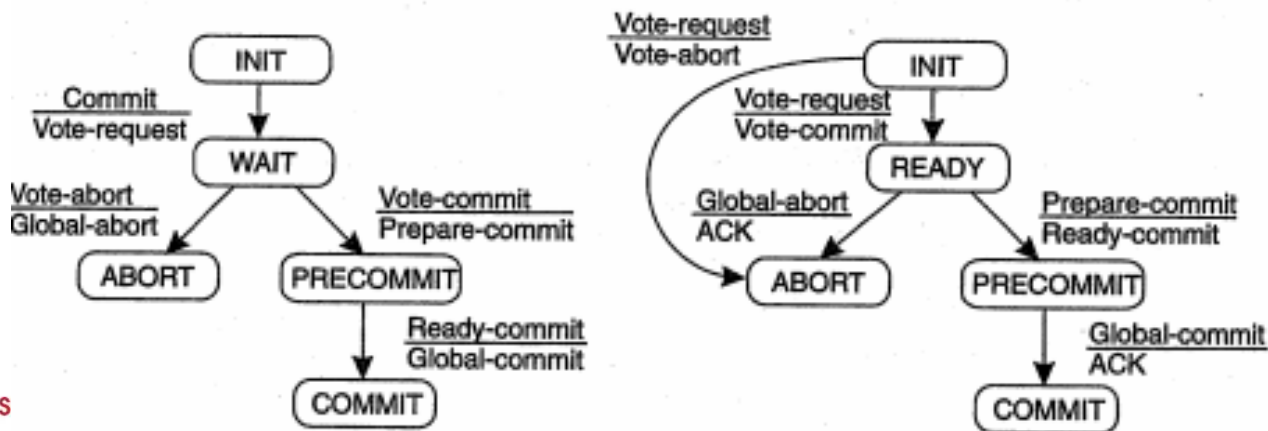 INIT
Commit
Vote-request
WAIT
Vote-abort
Global-abort
Vote-commit
Prepare-commit
ABORT
PRECOMMIT
Ready-commit
Global-commit
COMMIT
s
Vote-request
Vote-abort
INIT
Vote-request
Vote-commit
READY
Global-abort
ACK
Prepare-commit
Ready-commit
ABORT
PRECOMMIT
Global-commit
ACK
COMMIT